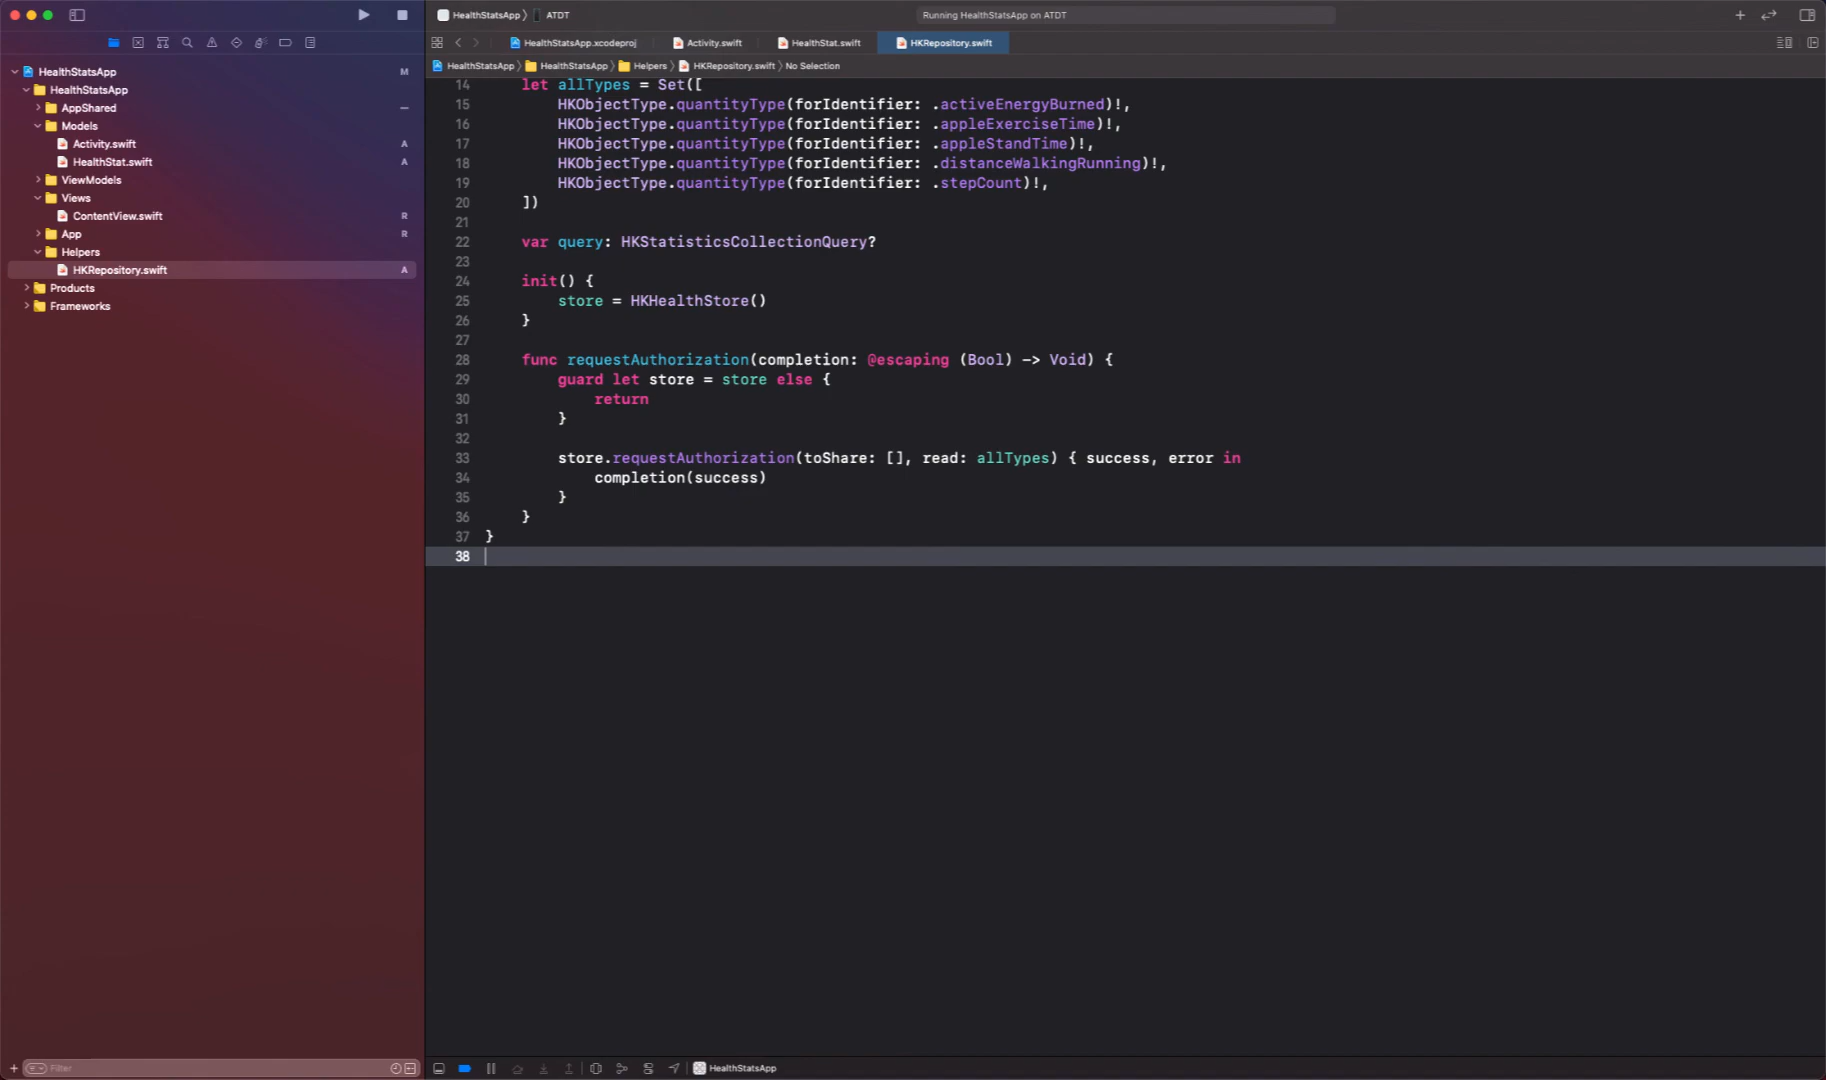 HealthStatsApp ATDT
Running HealthStatsApp on ATDT
HealthStatsApp.xcodeproj
Activity.swift
HealthStat.swift
HKRepository.swift
HealthStatsApp HealthStatsApp Helpers HKRepository.swift No Selection
HealthStatsApp M
HealthStatsApp
AppShared
Models
Activity.swift A
HealthStat.swift A
ViewModels
Views
ContentView.swift R
App R
Helpers
HKRepository.swift A
Products
Frameworks
Filter
14 let allTypes = Set([
15 HKObjectType.quantityType(forIdentifier: .activeEnergyBurned)!,
16 HKObjectType.quantityType(forIdentifier: .appleExerciseTime)!,
17 HKObjectType.quantityType(forIdentifier: .appleStandTime)!,
18 HKObjectType.quantityType(forIdentifier: .distanceWalkingRunning)!,
19 HKObjectType.quantityType(forIdentifier: .stepCount)!,
20 ])
21
22 var query: HKStatisticsCollectionQuery?
23
24 init() {
25 store = HKHealthStore()
26 }
27
28 func requestAuthorization(completion: @escaping (Bool) -> Void) {
29 guard let store = store else {
30 return
31 }
32
33 store.requestAuthorization(toShare: [], read: allTypes) { success, error in
34 completion(success)
35 }
36 }
37 }
38
HealthStatsApp